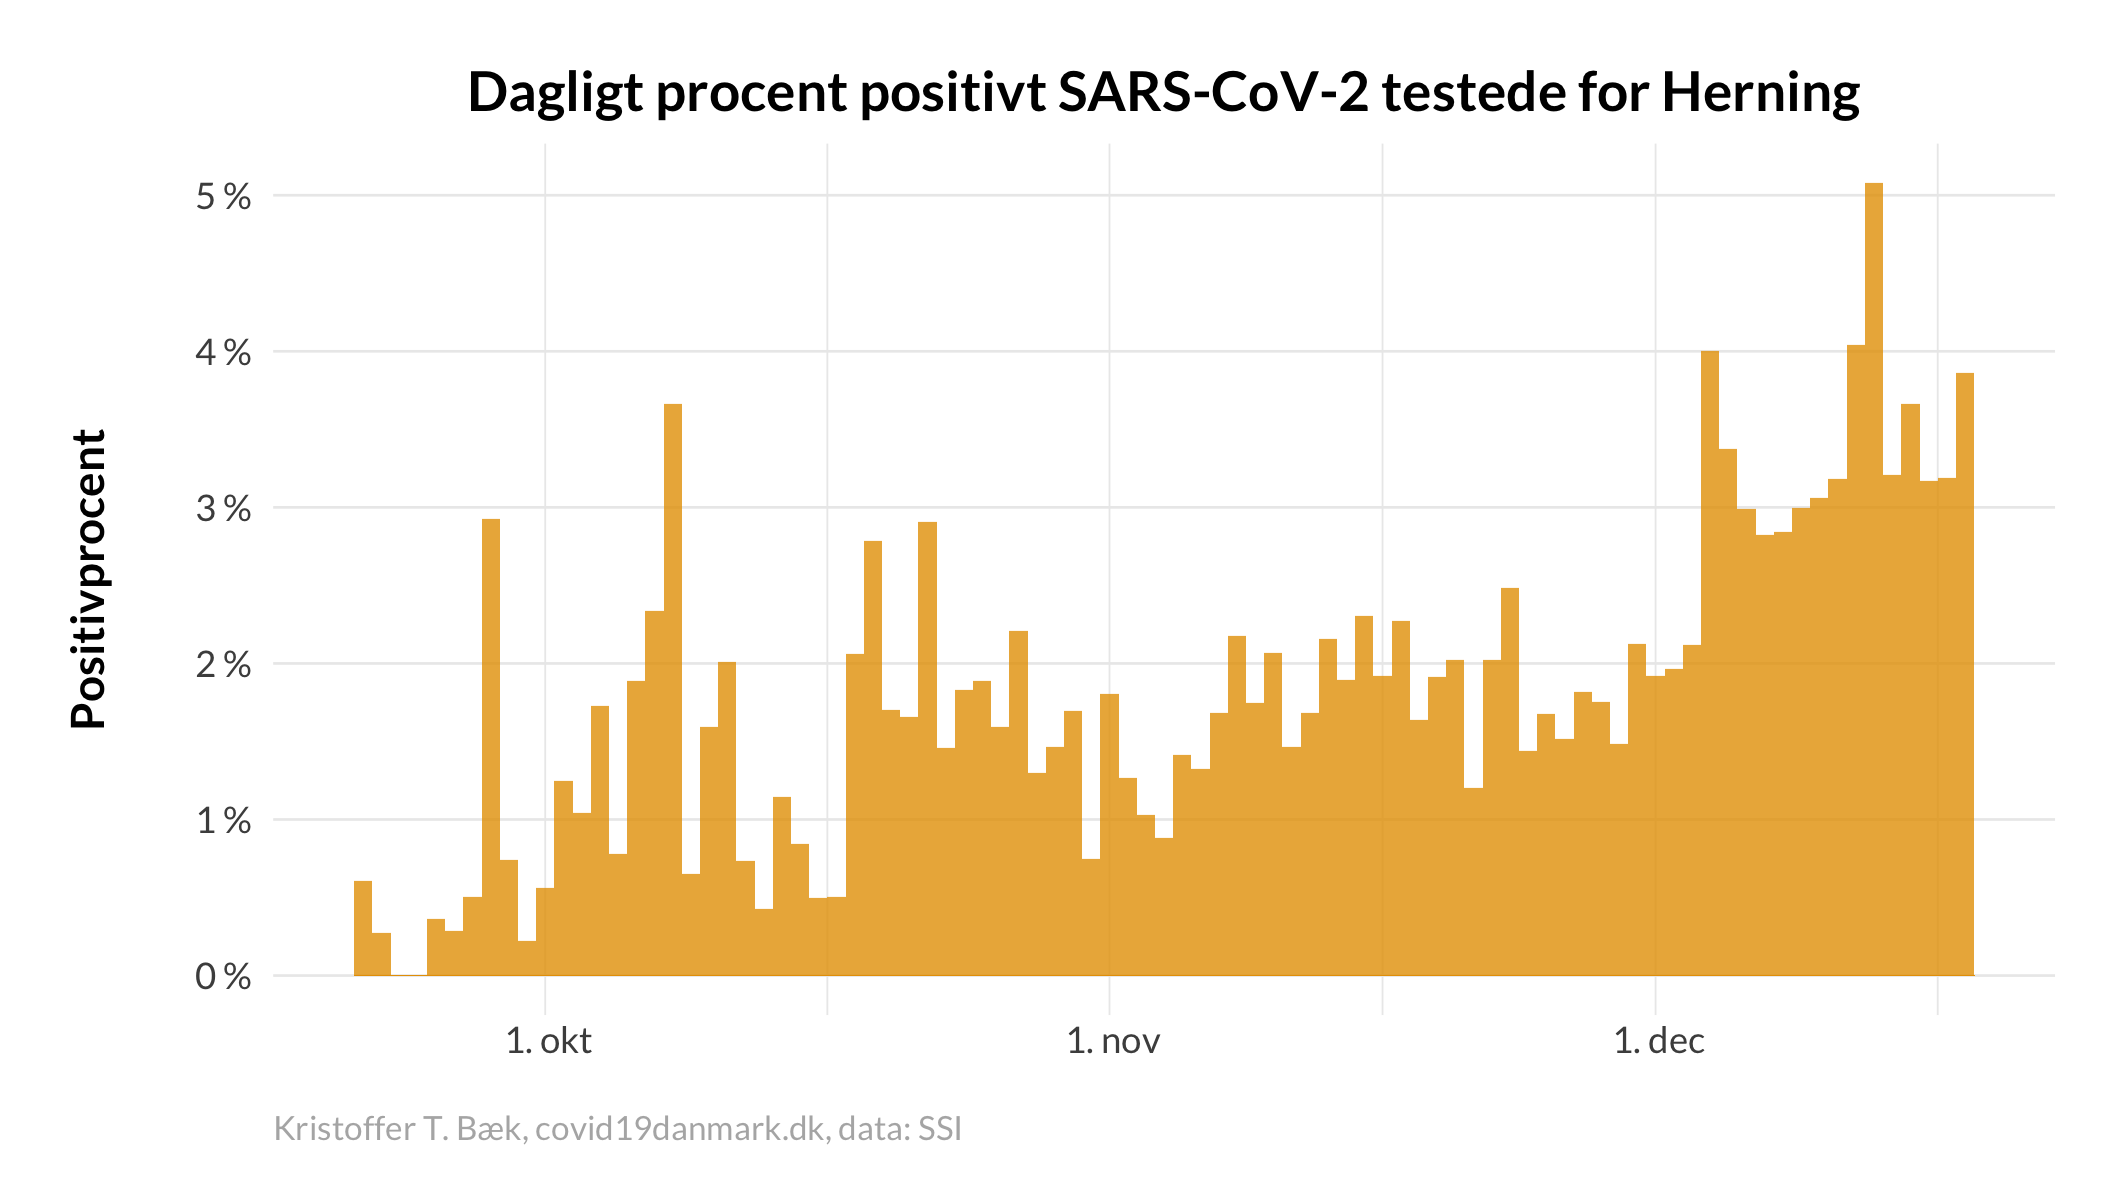 Dagligt procent positivt SARS-CoV-2 testede for Herning
Positivprocent
5 %
4 %
3 %
2 %
1 %
0 %
1. okt
1. nov
1. dec
Kristoffer T. Bæk, covid19danmark.dk, data: SSI